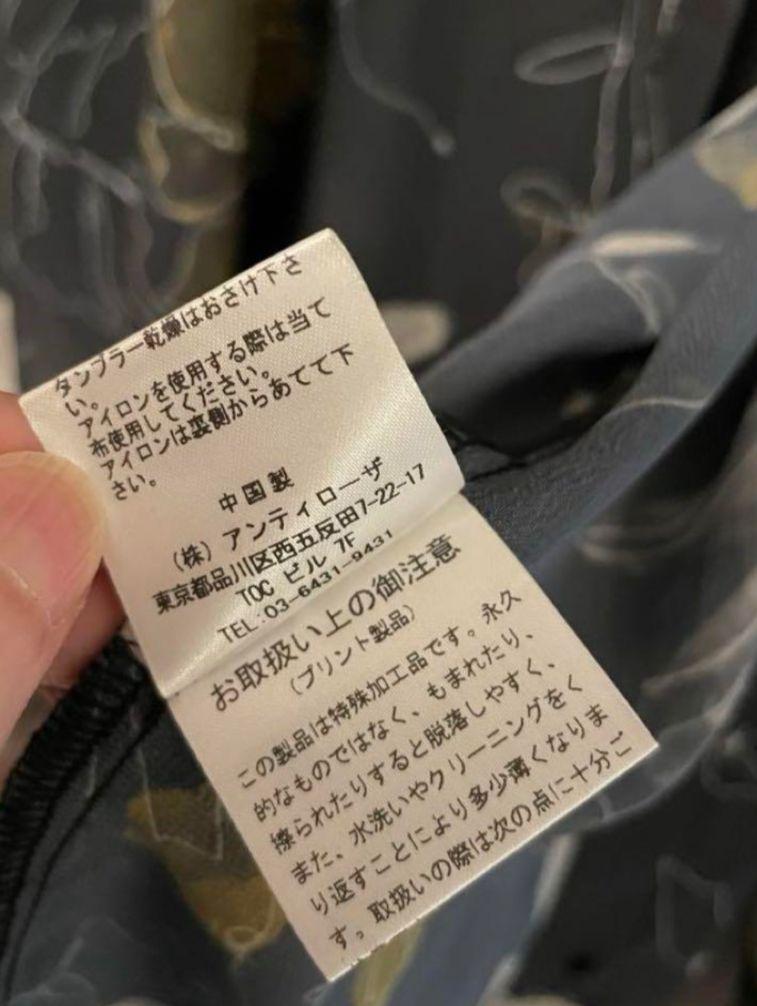 タンブラー乾燥はおさけ下さ
い。
アイロンを使用する際は当て
布使用してください。
アイロンは裏側からあてて下
さい。
中国製
（株）アンティローザ
東京都品川区西五反田7-22-17
TOC ビル 7F
TEL:03-6431-9431
お取扱い上の御注意
（プリント製品）
この製品は特殊加工品です。永久
的なものではなく、もまれたり、
擦られたりすると脱落しやすく、
また、水洗いやクリーニングをく
り返すことにより多少薄くなりま
す。取扱いの際は次の点に十分ご